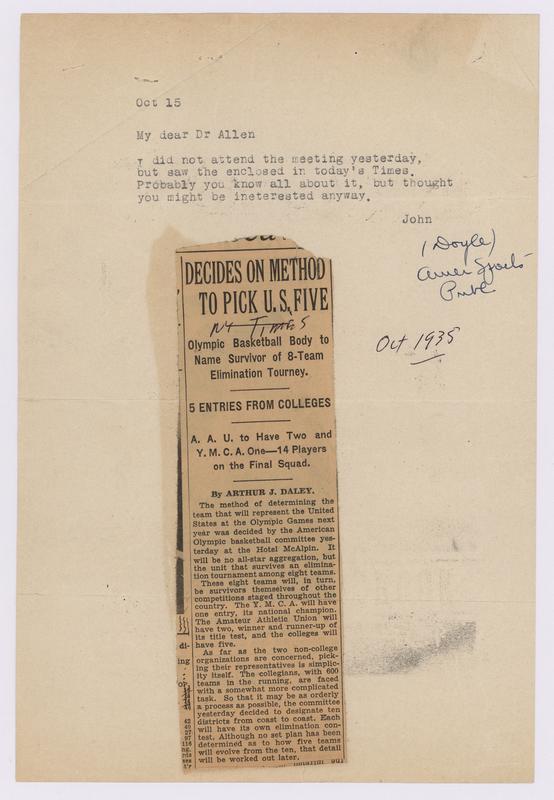 Oct 15
My dear Dr Allen
I did not attend the meeting yesterday,
but saw the enclosed in today's Times.
Probably you know all about it, but thought
you might be ineterested anyway.
John
(Doyle)
Amer Sports
Publ
Oct 1935
DECIDES ON METHOD
TO PICK U.S. FIVE
NY Times
Olympic Basketball Body to
Name Survivor of 8-Team
Elimination Tourney.
5 ENTRIES FROM COLLEGES
A. A. U. to Have Two and
Y. M. C. A. One—14 Players
on the Final Squad.
By ARTHUR J. DALEY.
The method of determining the
team that will represent the United
States at the Olympic Games next
year was decided by the American
Olympic basketball committee yes-
terday at the Hotel McAlpin. It
will be no all-star aggregation, but
the unit that survives an elimina-
tion tournament among eight teams.
These eight teams will, in turn,
be survivors themselves of other
competitions staged throughout the
country. The Y. M. C. A. will have
one entry, its national champion.
The Amateur Athletic Union will
have two, winner and runner-up of
its title test, and the colleges will
have five.
As far as the two non-college
organizations are concerned, pick-
ing their representatives is simplic-
ity itself. The collegians, with 600
teams in the running, are faced
with a somewhat more complicated
task. So that it may be as orderly
a process as possible, the committee
yesterday decided to designate ten
districts from coast to coast. Each
will have its own elimination con-
test. Although no set plan has been
determined as to how five teams
will evolve from the ten, that detail
will be worked out later.
di-
ing
or
42
40
27
97
116